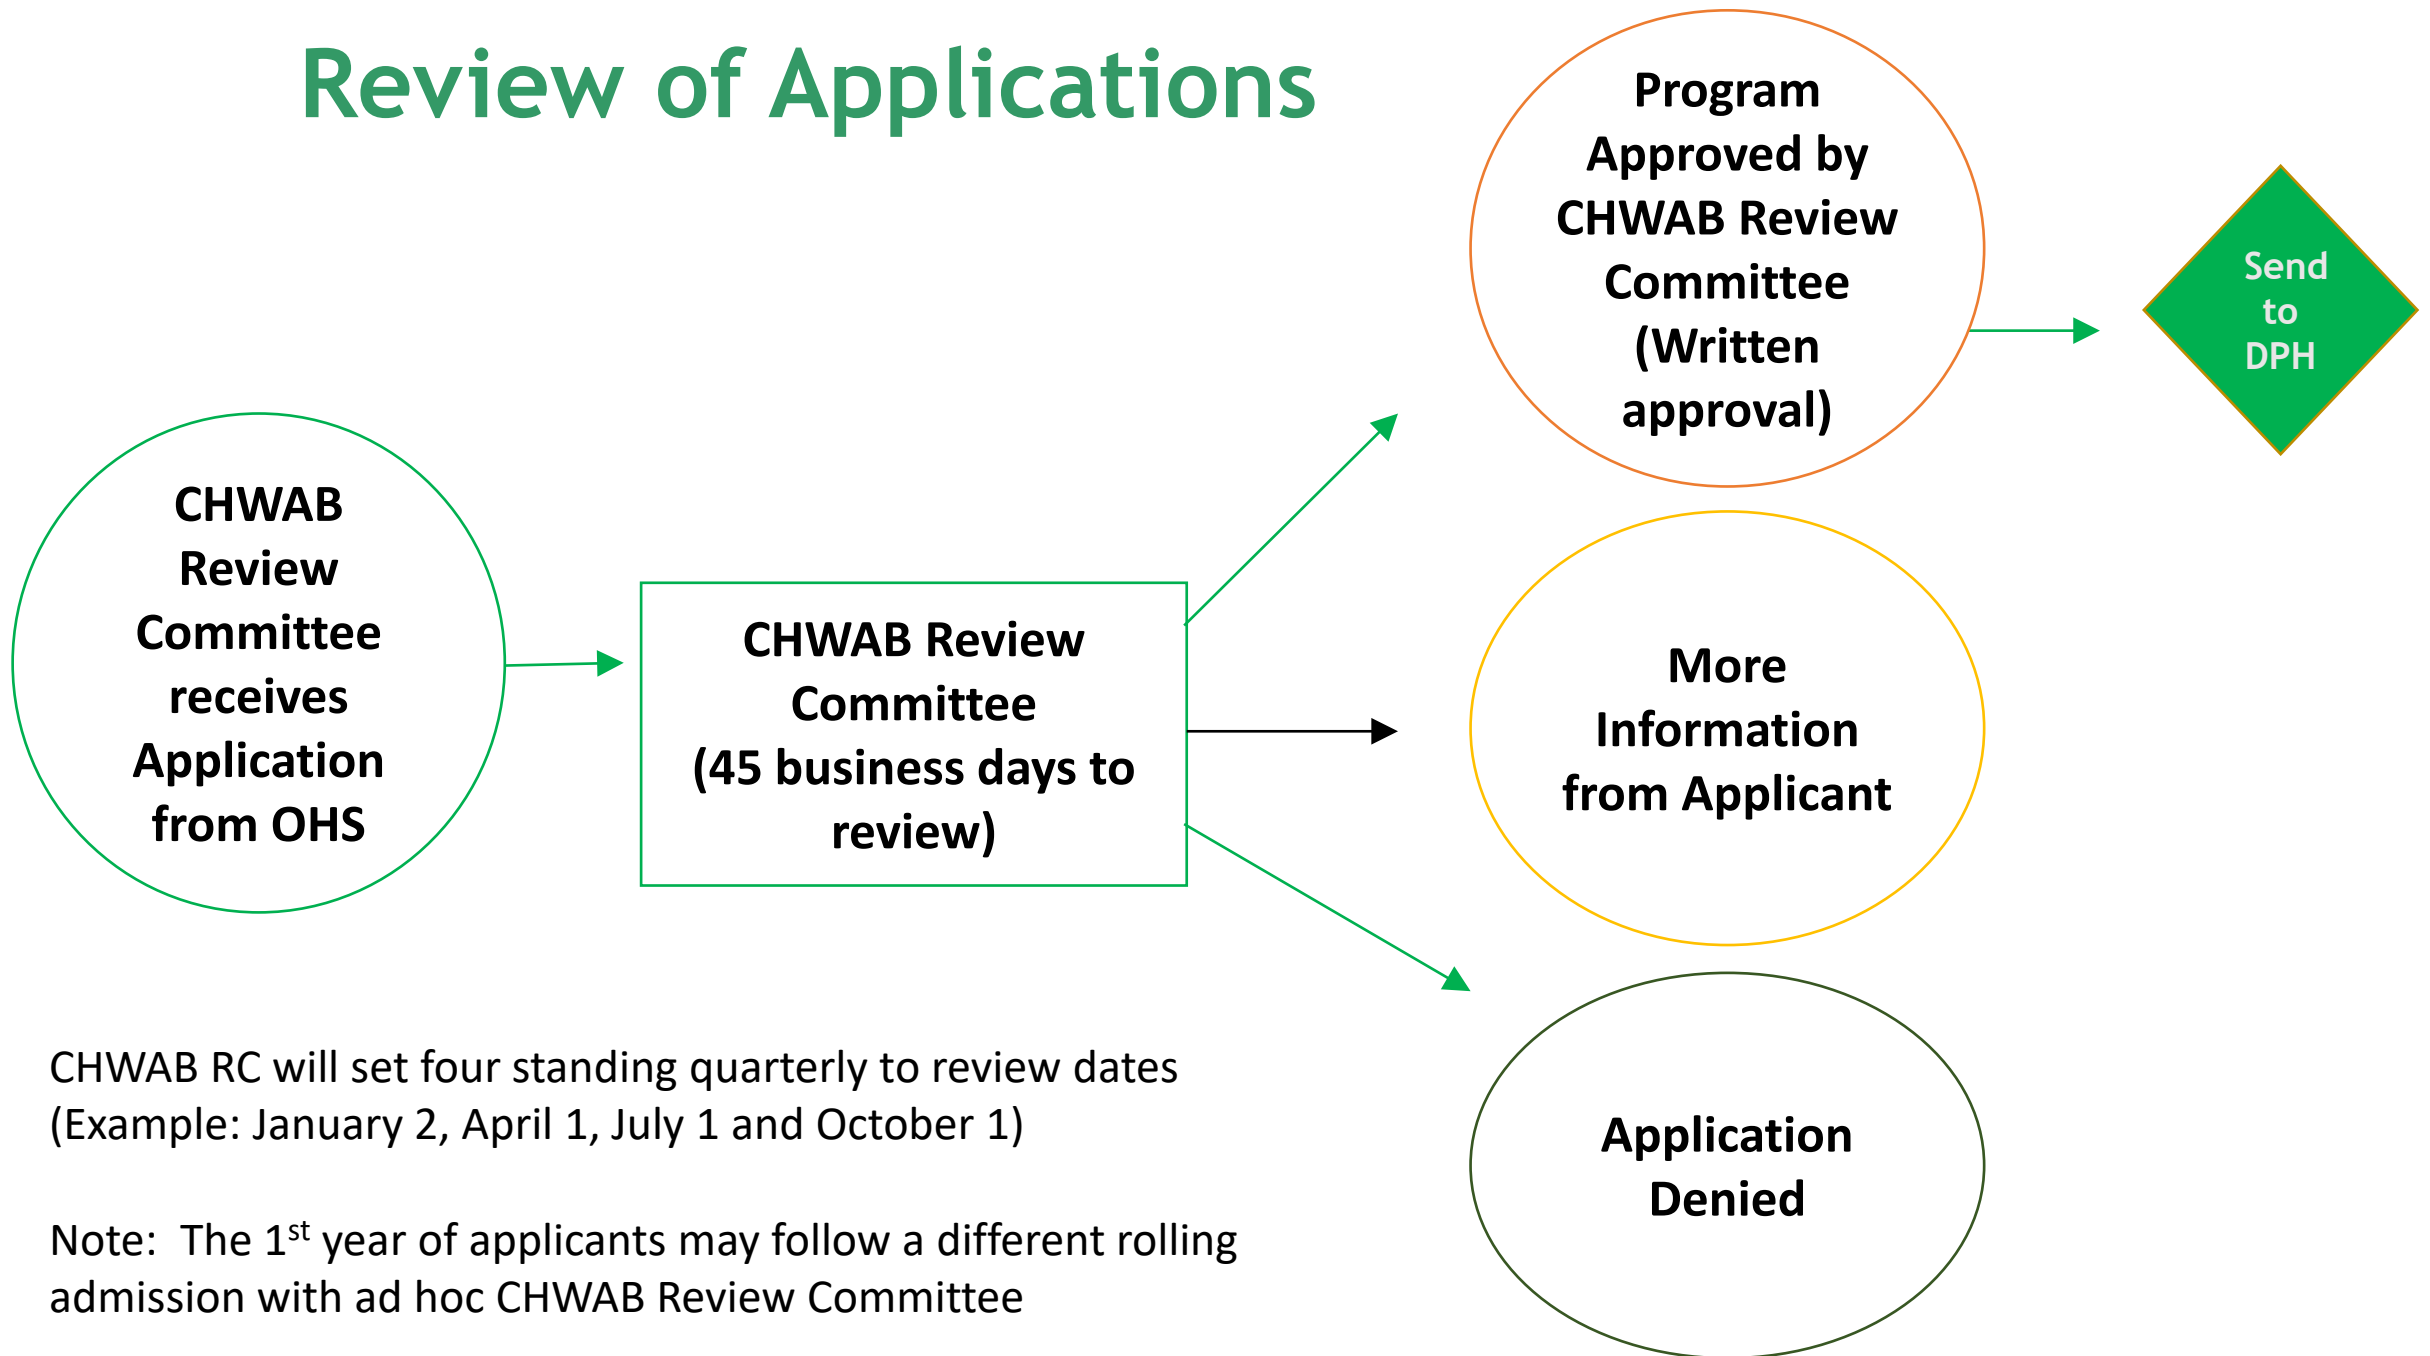 Review of Applications
CHWAB
Review
Committee
receives
Application
from OHS
CHWAB Review
Committee
(45 business days to
review)
Program
Approved by
CHWAB Review
Committee
(Written
approval)
Send
to
DPH
More
Information
from Applicant
Application
Denied
CHWAB RC will set four standing quarterly to review dates
(Example: January 2, April 1, July 1 and October 1)
Note:  The 1st year of applicants may follow a different rolling
admission with ad hoc CHWAB Review Committee